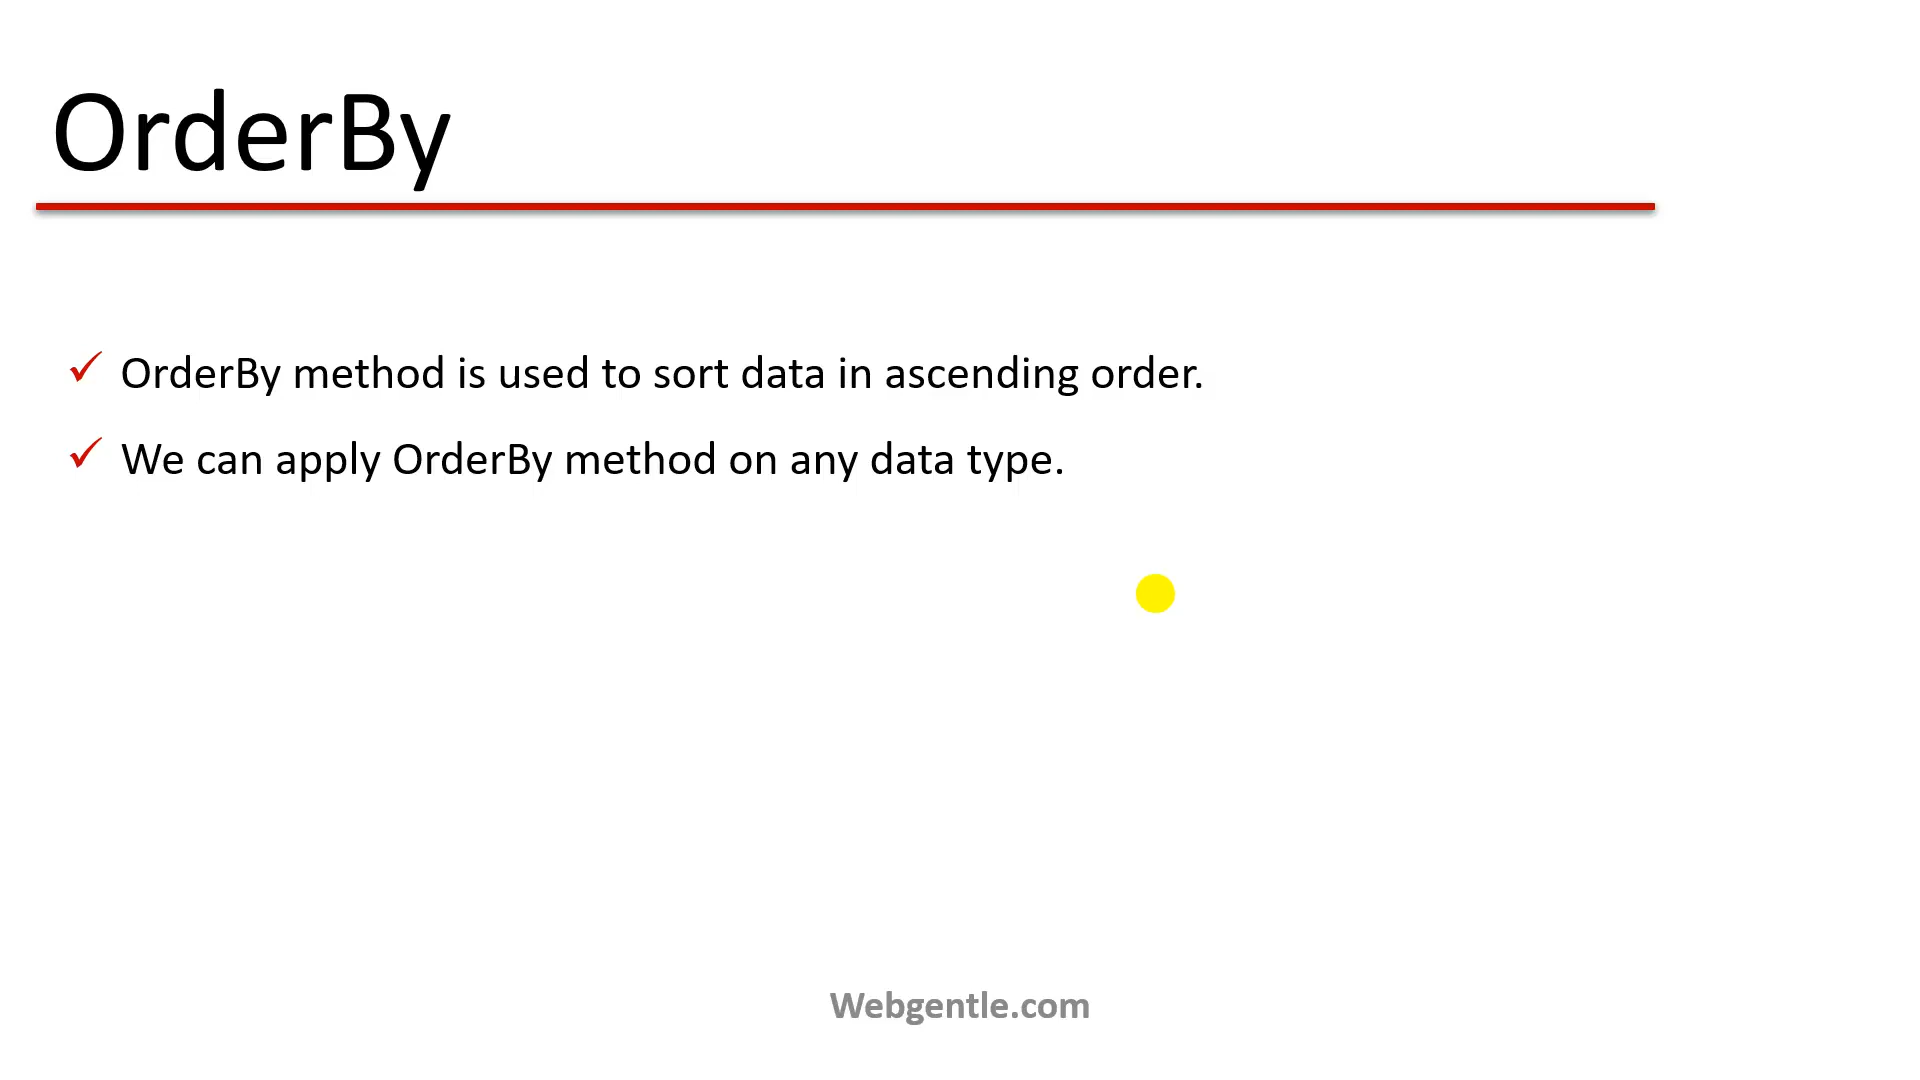 OrderBy
OrderBy method is used to sort data in ascending order.
We can apply OrderBy method on any data type.
Webgentle.com